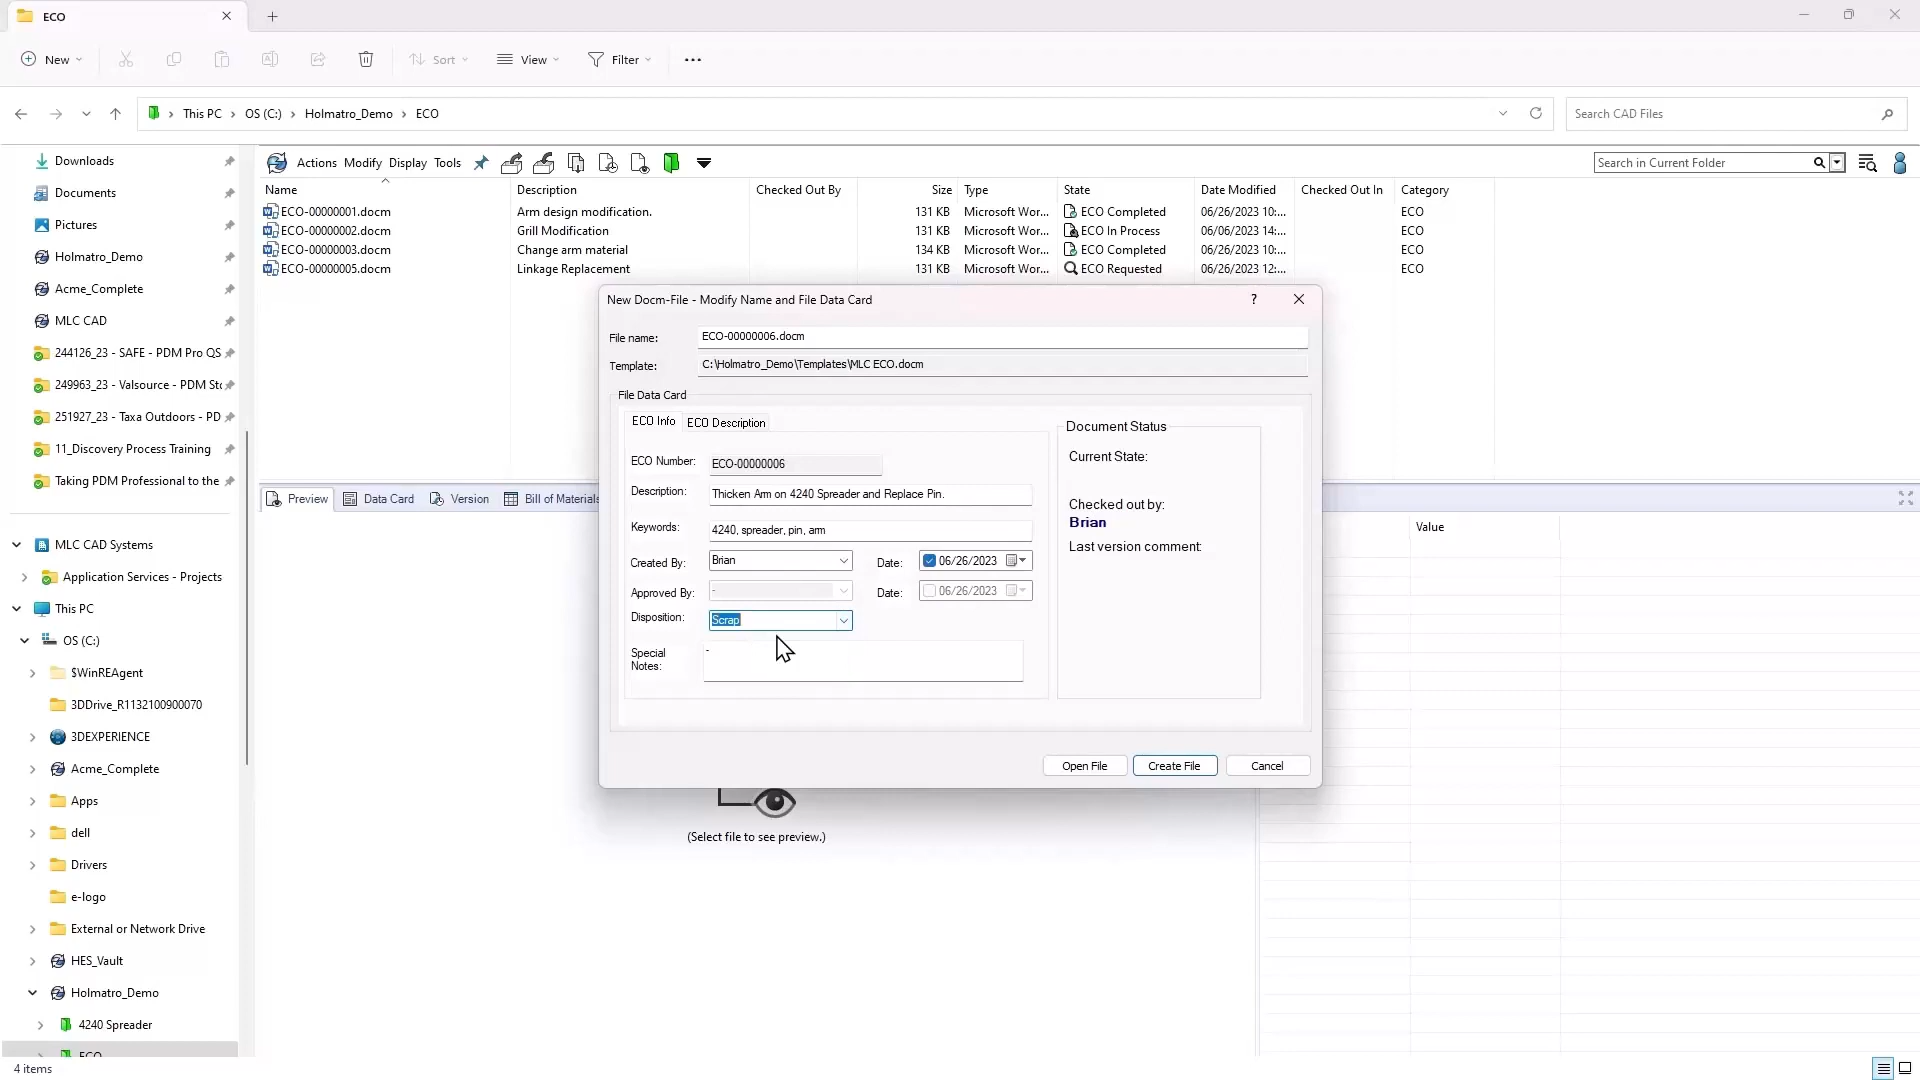 ECO
New
Sort
View
Filter
This PC
OS (C:)
Holmatro_Demo
ECO
Search CAD Files
Downloads
Documents
Pictures
Holmatro_Demo
Acme_Complete
MLC CAD
244126_23 - SAFE - PDM Pro QS
249963_23 - Valsource - PDM Sta
251927_23 - Taxa Outdoors - PD
11_Discovery Process Training
Taking PDM Professional to the
MLC CAD Systems
Application Services - Projects
This PC
OS (C:)
$WinREAgent
3DDrive_R1132100900070
3DEXPERIENCE
Acme_Complete
Apps
dell
Drivers
e-logo
External or Network Drive
HES_Vault
Holmatro_Demo
4240 Spreader
ECO
4 items
Actions Modify Display Tools
Search in Current Folder
Name Description Checked Out By Size Type State Date Modified Checked Out In Category
ECO-00000001.docm Arm design modification. 131 KB Microsoft Wor... ECO Completed 06/26/2023 10:... ECO
ECO-00000002.docm Grill Modification 131 KB Microsoft Wor... ECO In Process 06/06/2023 14:... ECO
ECO-00000003.docm Change arm material 134 KB Microsoft Wor... ECO Completed 06/26/2023 10:... ECO
ECO-00000005.docm Linkage Replacement 131 KB Microsoft Wor... ECO Requested 06/26/2023 12:... ECO
Preview Data Card Version Bill of Materials
Value
(Select file to see preview.)
New Docm-File - Modify Name and File Data Card
?
File name: ECO-00000006.docm
Template: C:\Holmatro_Demo\Templates\MLC ECO.docm
File Data Card
ECO Info ECO Description
ECO Number: ECO-00000006
Description: Thicken Arm on 4240 Spreader and Replace Pin.
Keywords: 4240, spreader, pin, arm
Created By: Brian Date: 06/26/2023
Approved By: - Date: 06/26/2023
Disposition: Scrap
Special
Notes:
-
Document Status
Current State:
Checked out by:
Brian
Last version comment:
Open File Create File Cancel